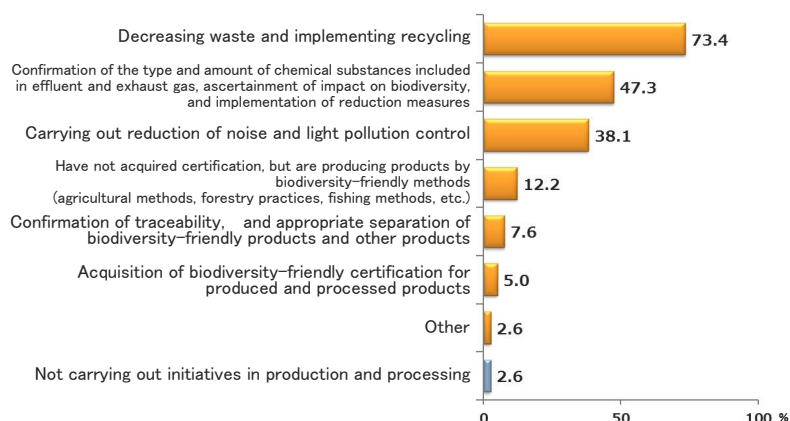 Decreasing waste and implementing recycling
73.4
Confirmation of the type and amount of chemical substances included
in effluent and exhaust gas, ascertainment of impact on biodiversity,
and implementation of reduction measures
47.3
Carrying out reduction of noise and light pollution control
38.1
Have not acquired certification, but are producing products by
biodiversity-friendly methods
(agricultural methods, forestry practices, fishing methods, etc.)
12.2
Confirmation of traceability, and appropriate separation of
biodiversity-friendly products and other products
7.6
Acquisition of biodiversity-friendly certification for
produced and processed products
5.0
Other
2.6
Not carrying out initiatives in production and processing
2.6
0 50 100 %